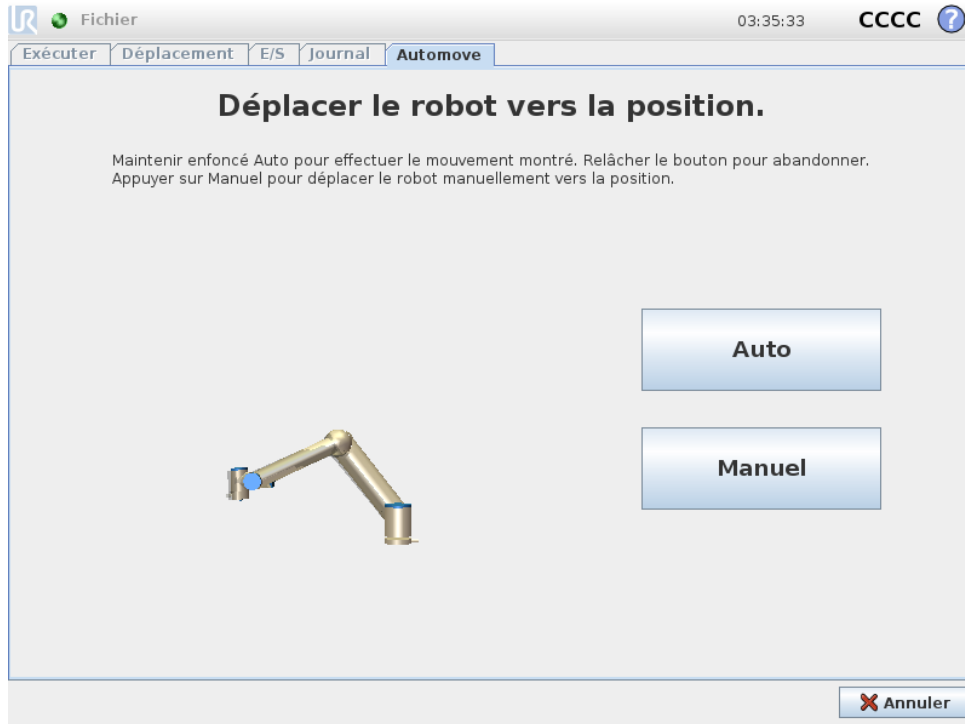 UR Fichier 03:35:33 CCCC ?
Exécuter Déplacement E/S Journal Automove
Déplacer le robot vers la position.
Maintenir enfoncé Auto pour effectuer le mouvement montré. Relâcher le bouton pour abandonner.
Appuyer sur Manuel pour déplacer le robot manuellement vers la position.
Auto
Manuel
Annuler